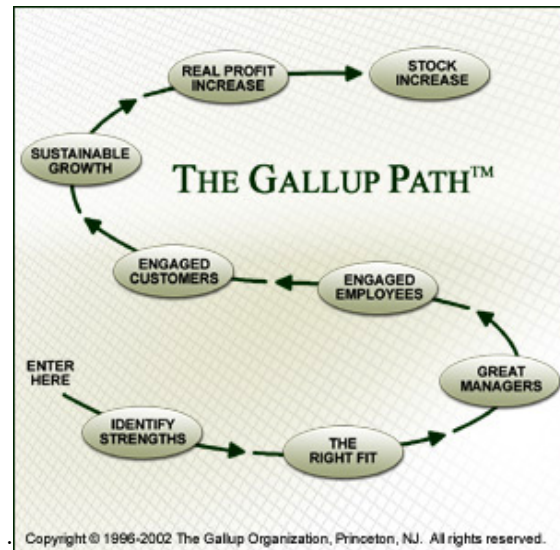 REAL PROFIT
INCREASE
STOCK
INCREASE
SUSTAINABLE
GROWTH
THE GALLUP PATH™
ENGAGED
CUSTOMERS
ENGAGED
EMPLOYEES
ENTER
HERE
GREAT
MANAGERS
IDENTIFY
STRENGTHS
THE
RIGHT FIT
Copyright © 1996-2002 The Gallup Organization, Princeton, NJ. All rights reserved.